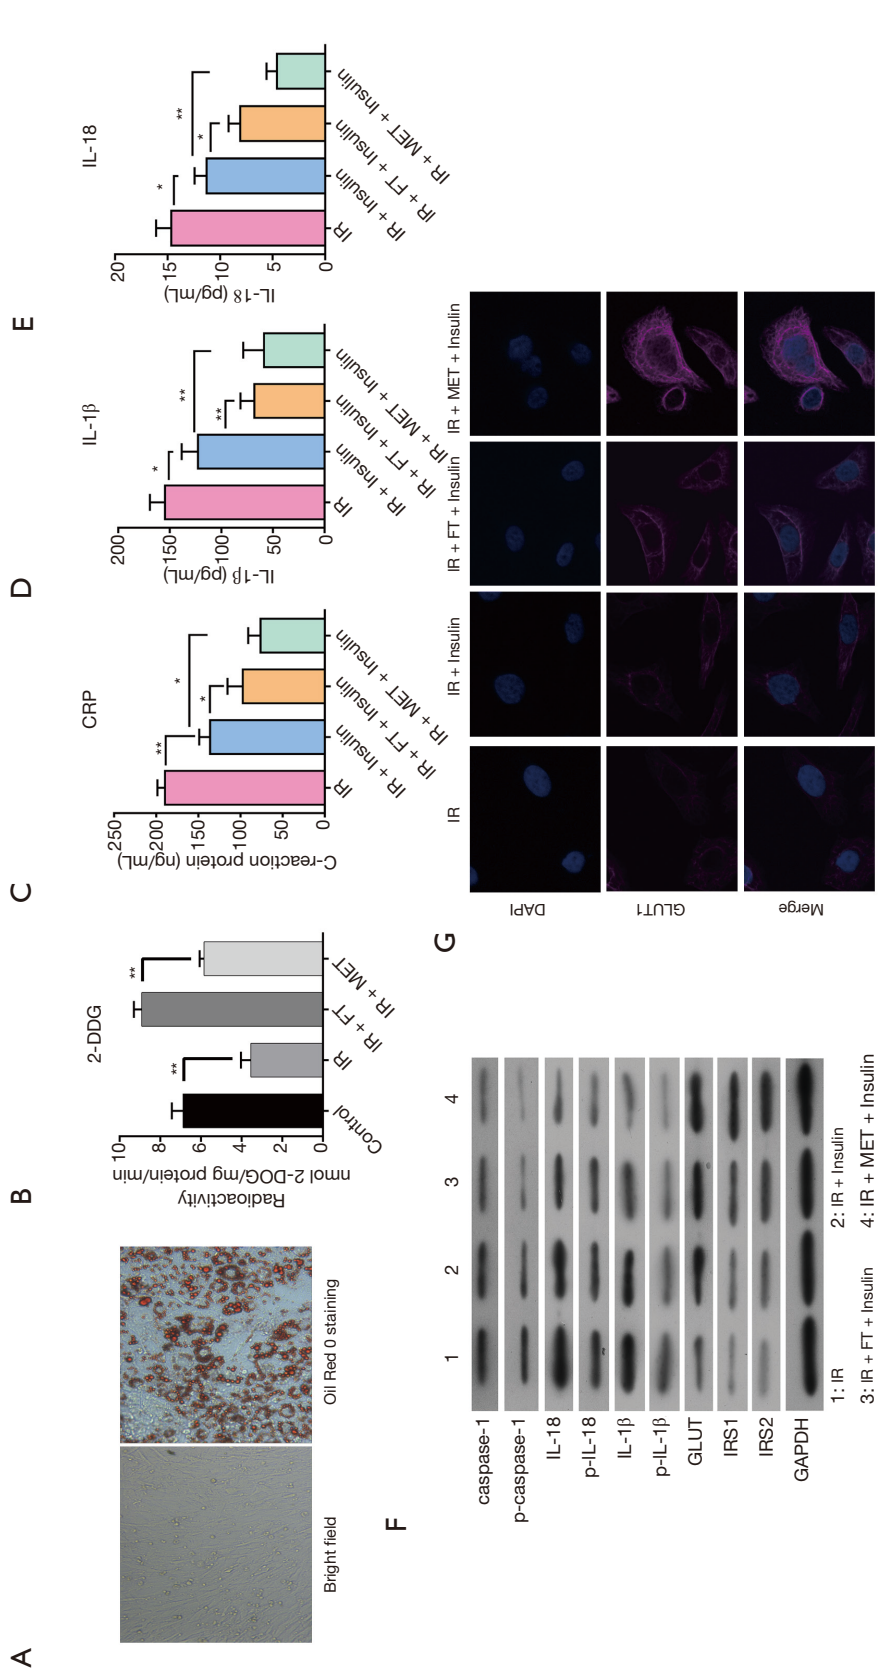 A
Bright field
Oil Red 0 staining
B
2-DDG
Radioactivity
nmol 2-DOG/mg protein/min
10
8
6
4
2
0
**
**
Control
IR
IR + FT
IR + MET
C
CRP
C-reaction protein (ng/mL)
250
200
150
100
50
0
**
*
*
IR
IR + Insulin
IR + FT + Insulin
IR + MET + Insulin
D
IL-1β
IL-1β (pg/mL)
200
150
100
50
0
*
**
**
IR
IR + Insulin
IR + FT + Insulin
IR + MET + Insulin
E
IL-18
IL-18 (pg/mL)
20
15
10
5
0
*
*
**
IR
IR + Insulin
IR + FT + Insulin
IR + MET + Insulin
F
1 2 3 4
caspase-1
p-caspase-1
IL-18
p-IL-18
IL-1β
p-IL-1β
GLUT
IRS1
IRS2
GAPDH
1: IR 2: IR + Insulin
3: IR + FT + Insulin 4: IR + MET + Insulin
G
IR IR + Insulin IR + FT + Insulin IR + MET + Insulin
DAPI
GLUT1
Merge